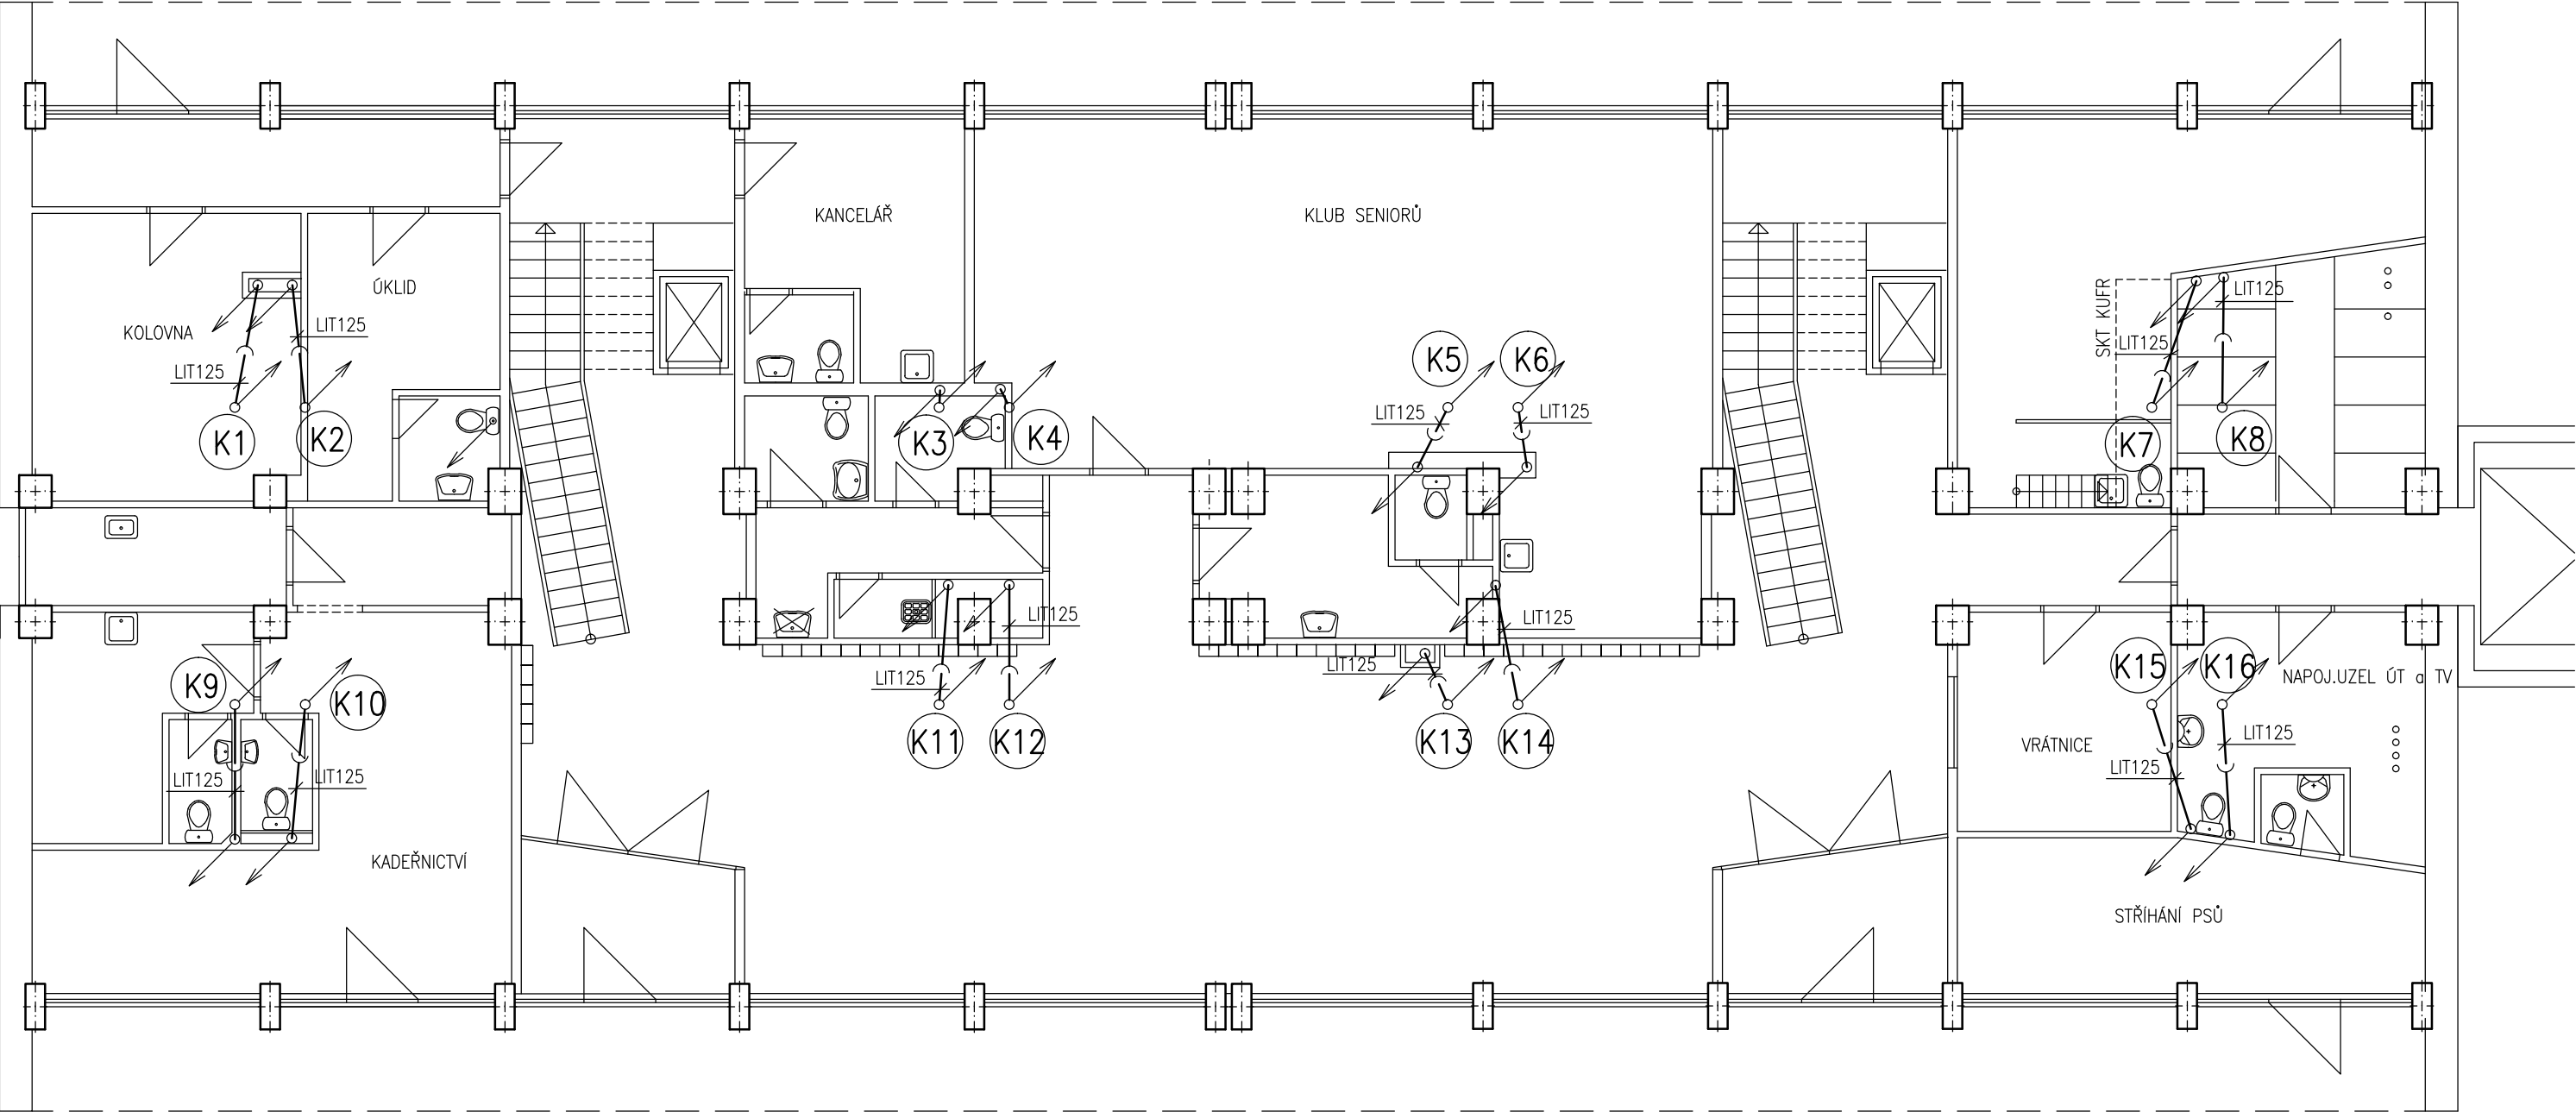 KANCELÁŘ
KLUB SENIORŮ
ÚKLID
SKT KUFR
LIT125
KOLOVNA
LIT125
LIT125
LIT125
K5
K6
LIT125
LIT125
LIT125
K1
K2
K3
K4
K7
K8
LIT125
LIT125
LIT125
K9
K10
LIT125
K15
K16
NAPOJ.UZEL ÚT a TV
K11
K12
K13
K14
VRÁTNICE
LIT125
LIT125
LIT125
LIT125
KADEŘNICTVÍ
STŘÍHÁNÍ PSŮ